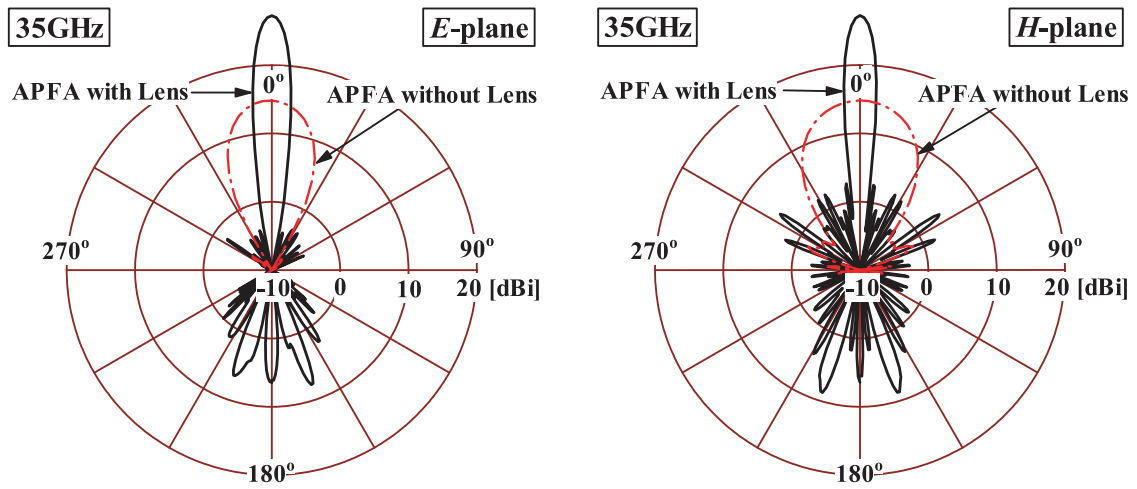 35GHz
E-plane
0°
APFA with Lens
APFA without Lens
270°
90°
-10 0 10 20 [dBi]
180°
35GHz
H-plane
0°
APFA with Lens
APFA without Lens
270°
90°
-10 0 10 20 [dBi]
180°